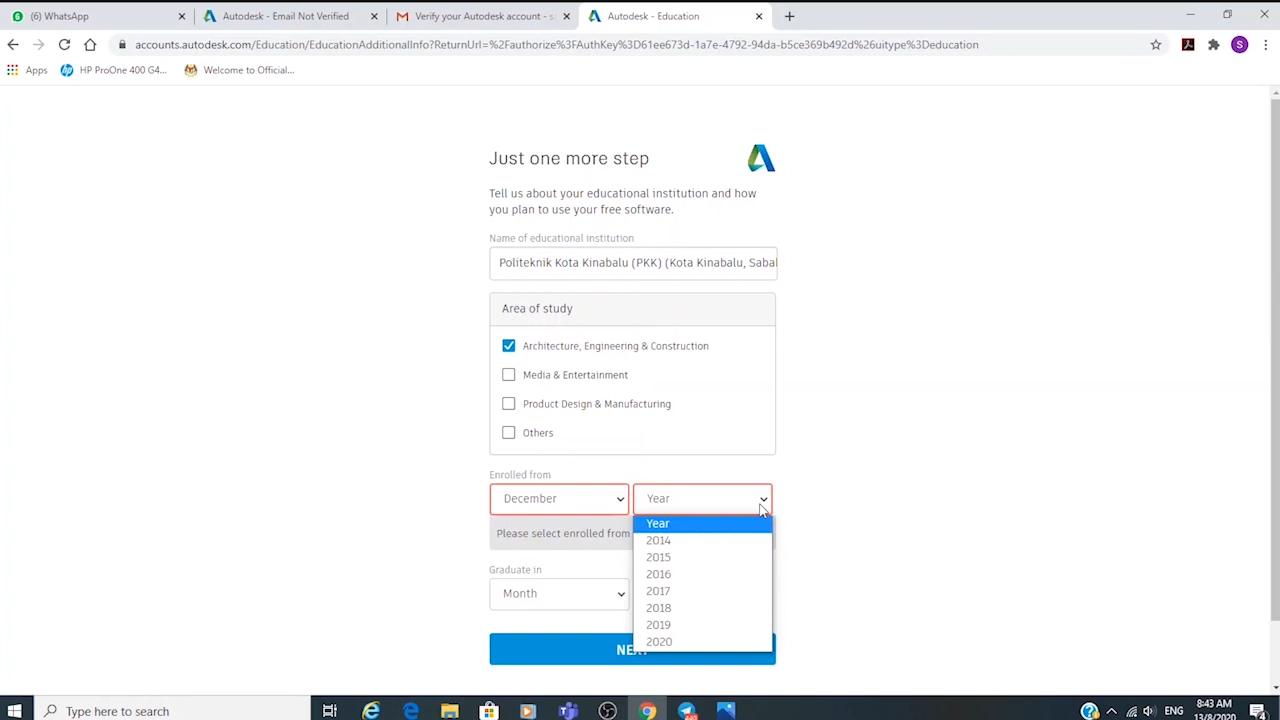 (6) WhatsApp
Autodesk - Email Not Verified
Verify your Autodesk account - s
Autodesk - Education
accounts.autodesk.com/Education/EducationAdditionalInfo?ReturnUrl=%2Fauthorize%3FAuthKey%3D61ee673d-1a7e-4792-94da-b5ce369b492d%26uitype%3Deducation
S
Apps
HP ProOne 400 G4...
Welcome to Official...
Just one more step
Tell us about your educational institution and how
you plan to use your free software.
Name of educational institution
Politeknik Kota Kinabalu (PKK) (Kota Kinabalu, Sabal
Area of study
Architecture, Engineering & Construction
Media & Entertainment
Product Design & Manufacturing
Others
Enrolled from
December
Year
Year
2014
Please select enrolled from
2015
2016
Graduate in
2017
Month
2018
2019
2020
NEXT
Type here to search
8:43 AM
13/8/2020